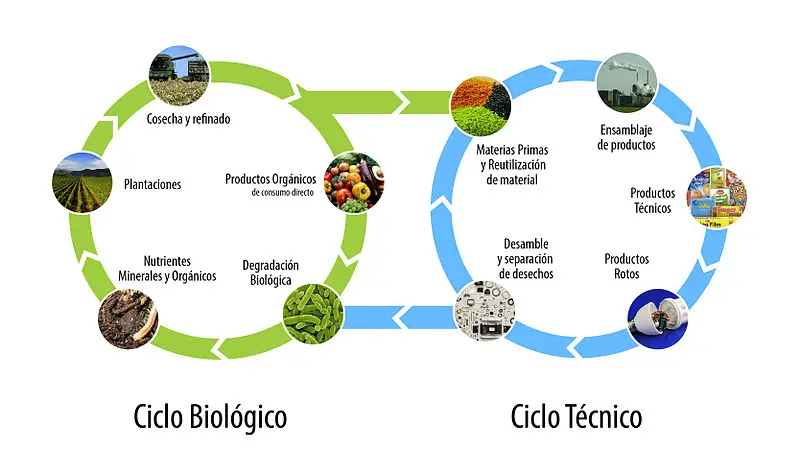 Cosecha y refinado
Plantaciones
Productos Orgánicos
de consumo directo
Nutrientes
Minerales y Orgánicos
Degradación
Biológica
Materias Primas
y Reutilización
de material
Ensamblaje
de productos
Productos
Técnicos
Desamble
y separación
de desechos
Productos
Rotos
Ciclo Biológico
Ciclo Técnico